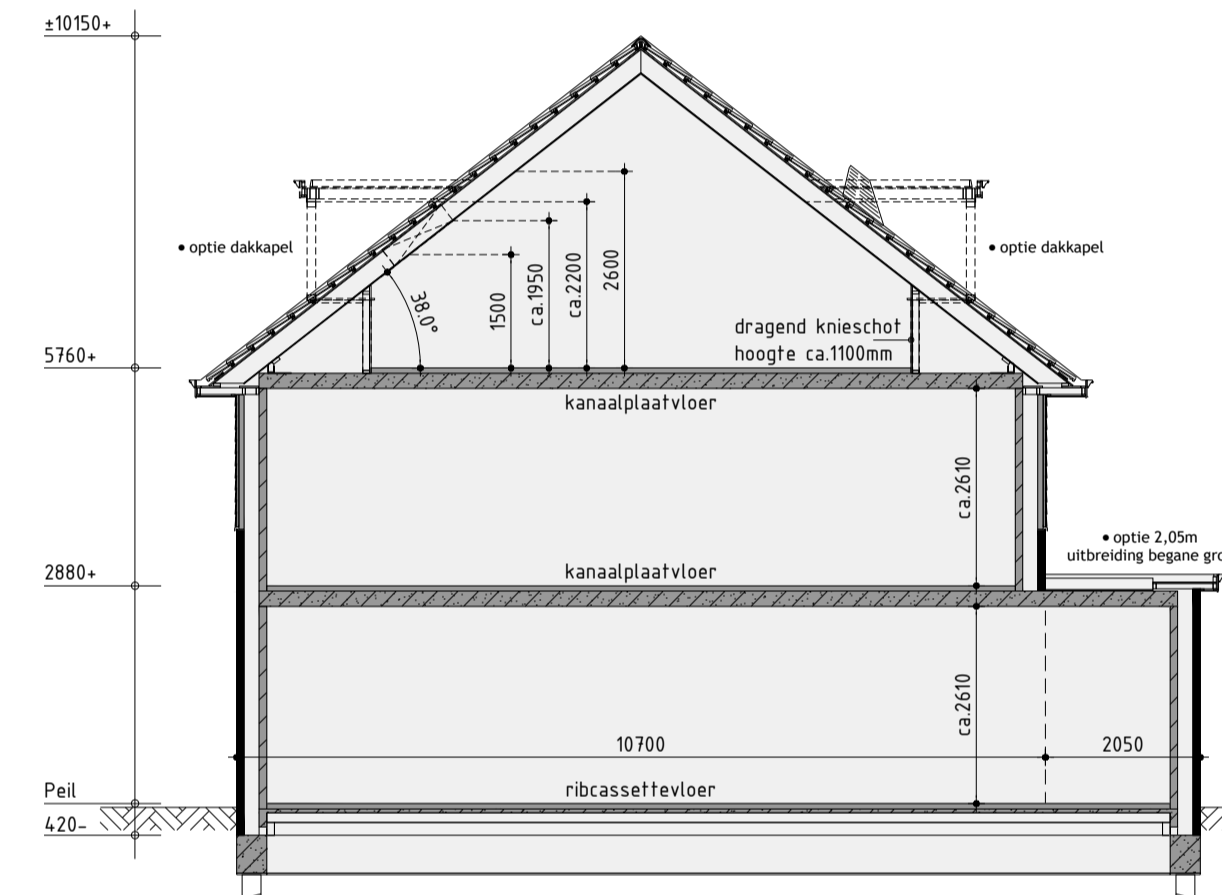 ±10150+
• optie dakkapel
• optie dakkapel
38.0°
1500
ca.1950
ca.2200
2600
dragend knieschot
hoogte ca.1100mm
5760+
kanaalplaatvloer
ca.2610
• optie 2,05m
uitbreiding begane gro
2880+
kanaalplaatvloer
ca.2610
10700
2050
Peil
ribcassettevloer
420-